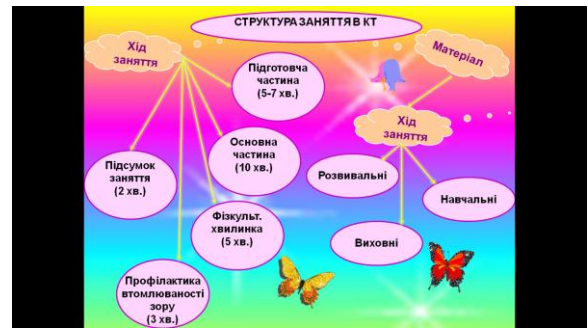 СТРУКТУРА ЗАНЯТТЯ В КТ
Хід
заняття
Матеріал
Підготовча
частина
(5-7 хв.)
Хід
заняття
Основна
частина
(10 хв.)
Підсумок
заняття
(2 хв.)
Розвивальні
Навчальні
Фізкульт.
хвилинка
(5 хв.)
Виховні
Профілактика
втомлюваності
зору
(3 хв.)